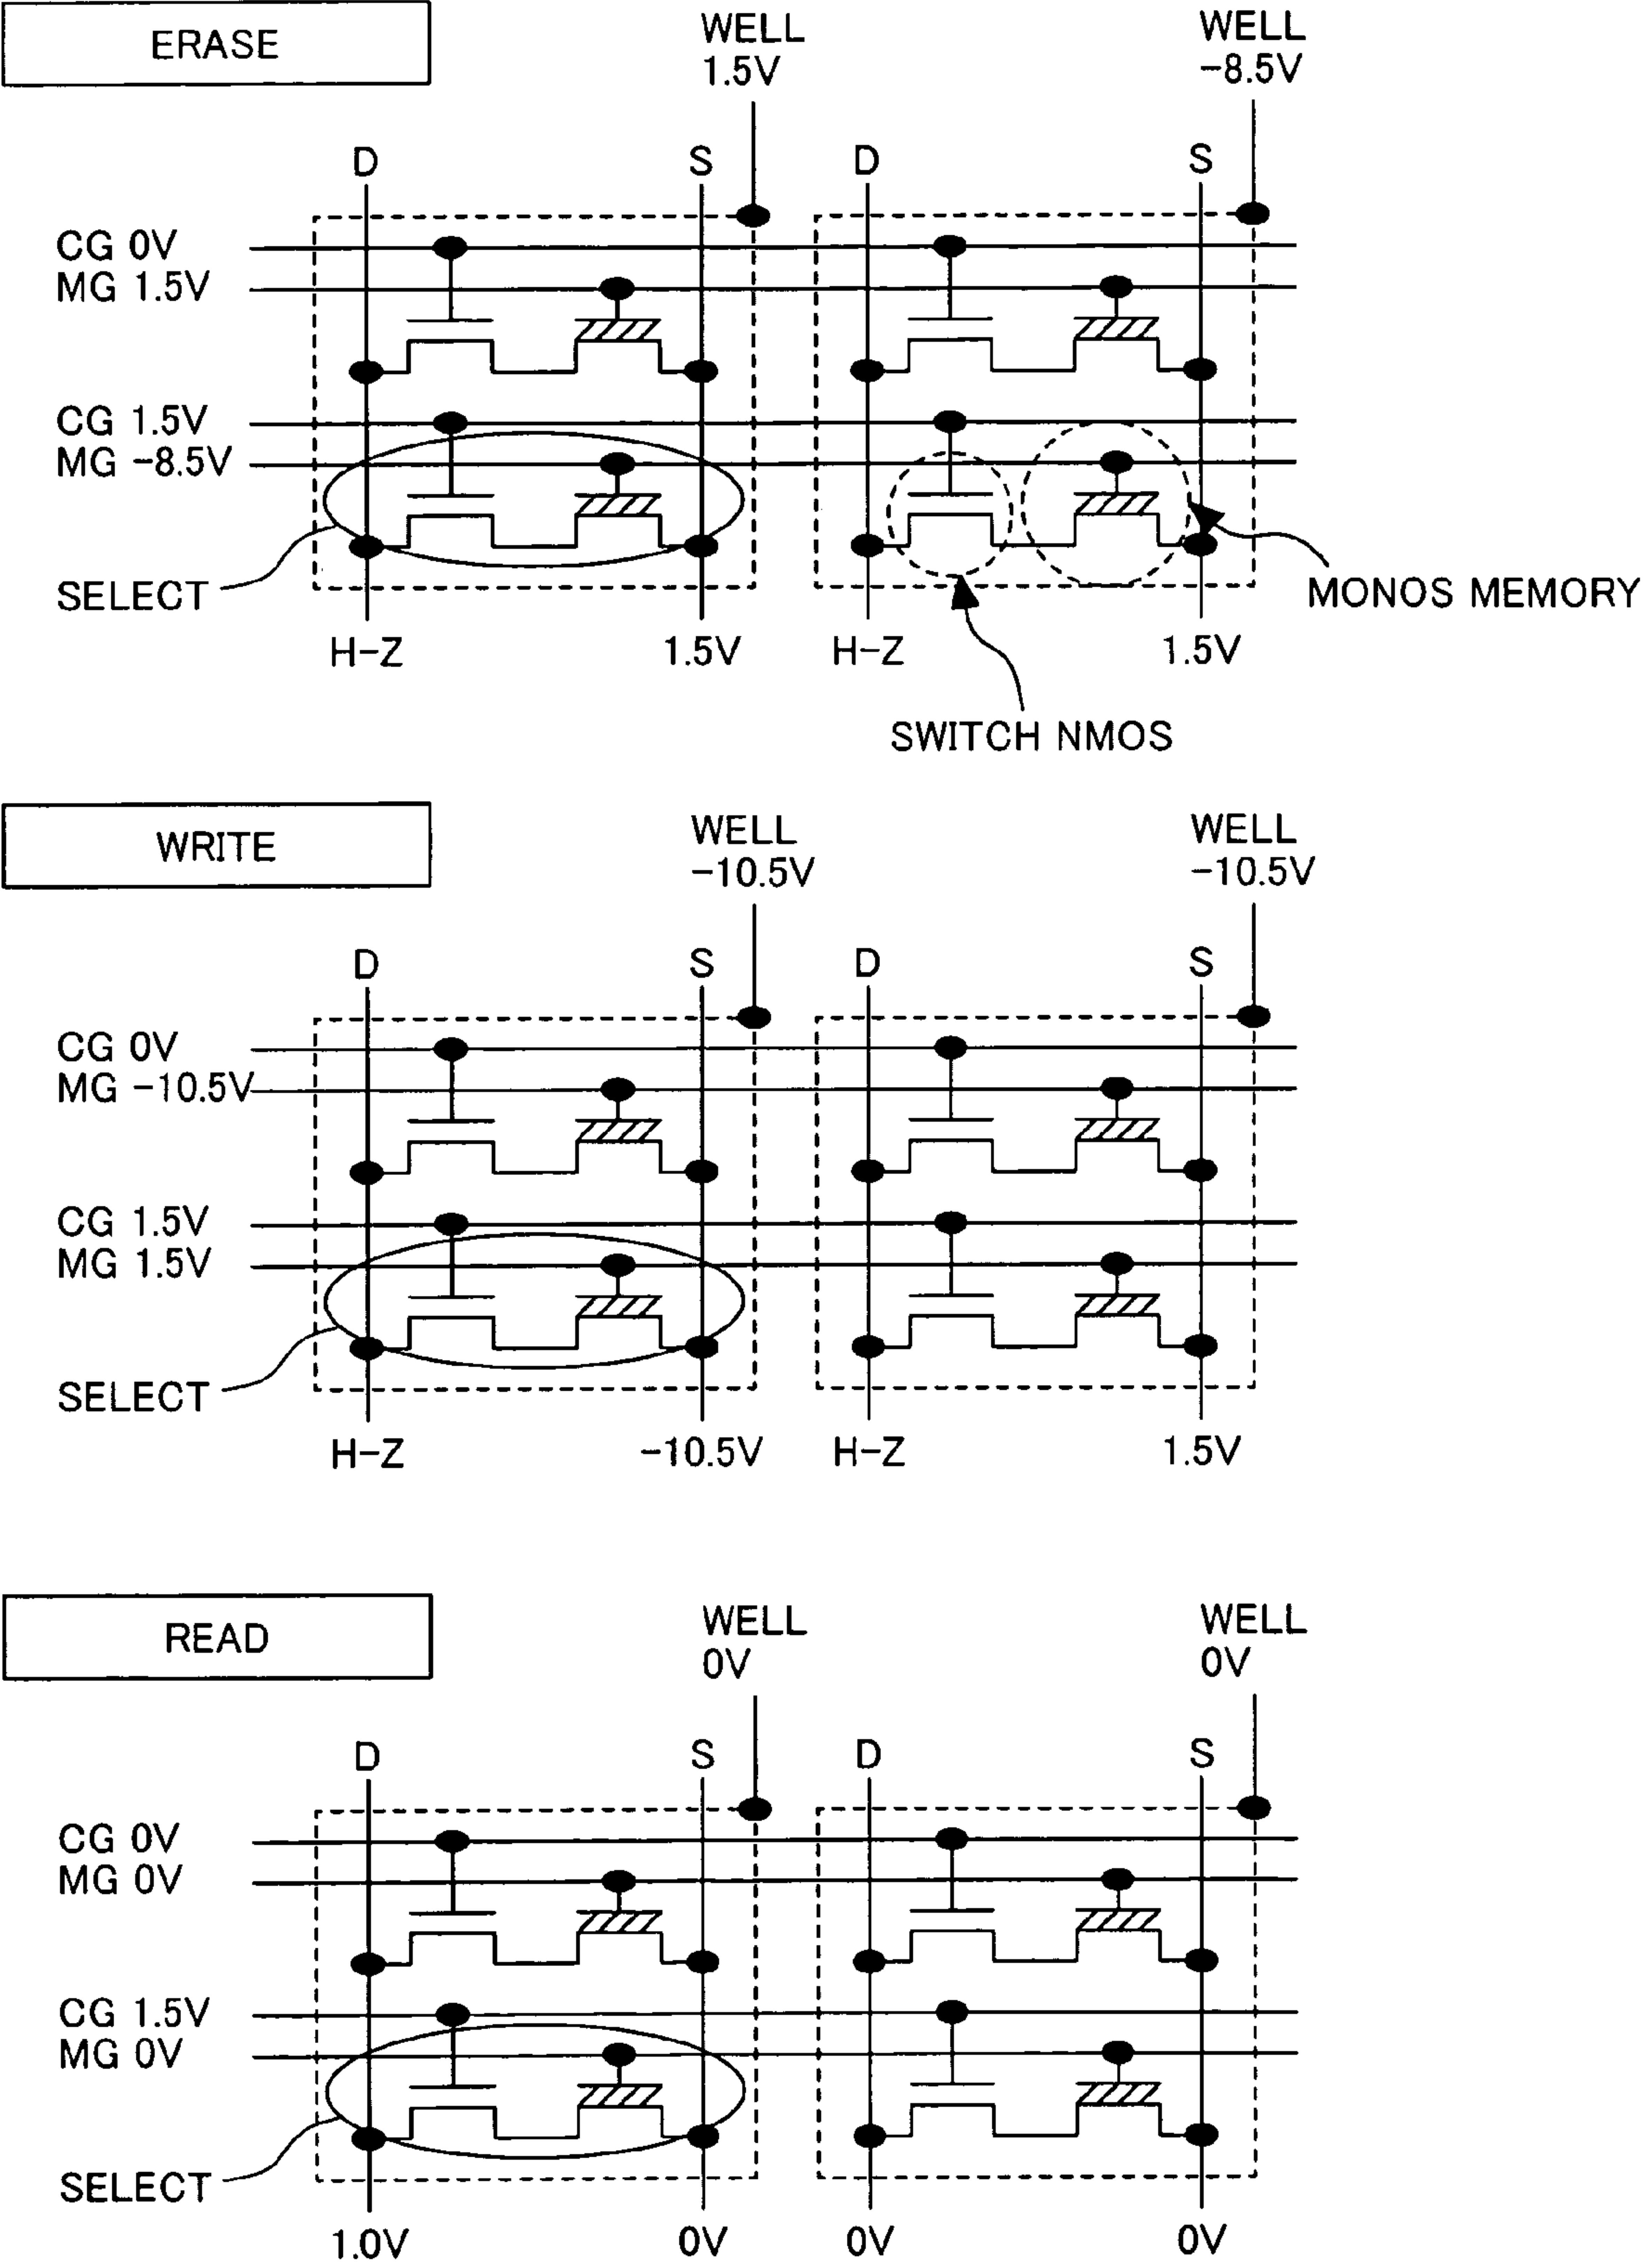 ERASE
WELL
1.5V
WELL
-8.5V
D
S
D
S
CG 0V
MG 1.5V
CG 1.5V
MG -8.5V
SELECT
MONOS MEMORY
H-Z
1.5V
H-Z
1.5V
SWITCH NMOS
WRITE
WELL
-10.5V
WELL
-10.5V
D
S
D
S
CG 0V
MG -10.5V
CG 1.5V
MG 1.5V
SELECT
H-Z
-10.5V
H-Z
1.5V
READ
WELL
0V
WELL
0V
D
S
D
S
CG 0V
MG 0V
CG 1.5V
MG 0V
SELECT
1.0V
0V
0V
0V